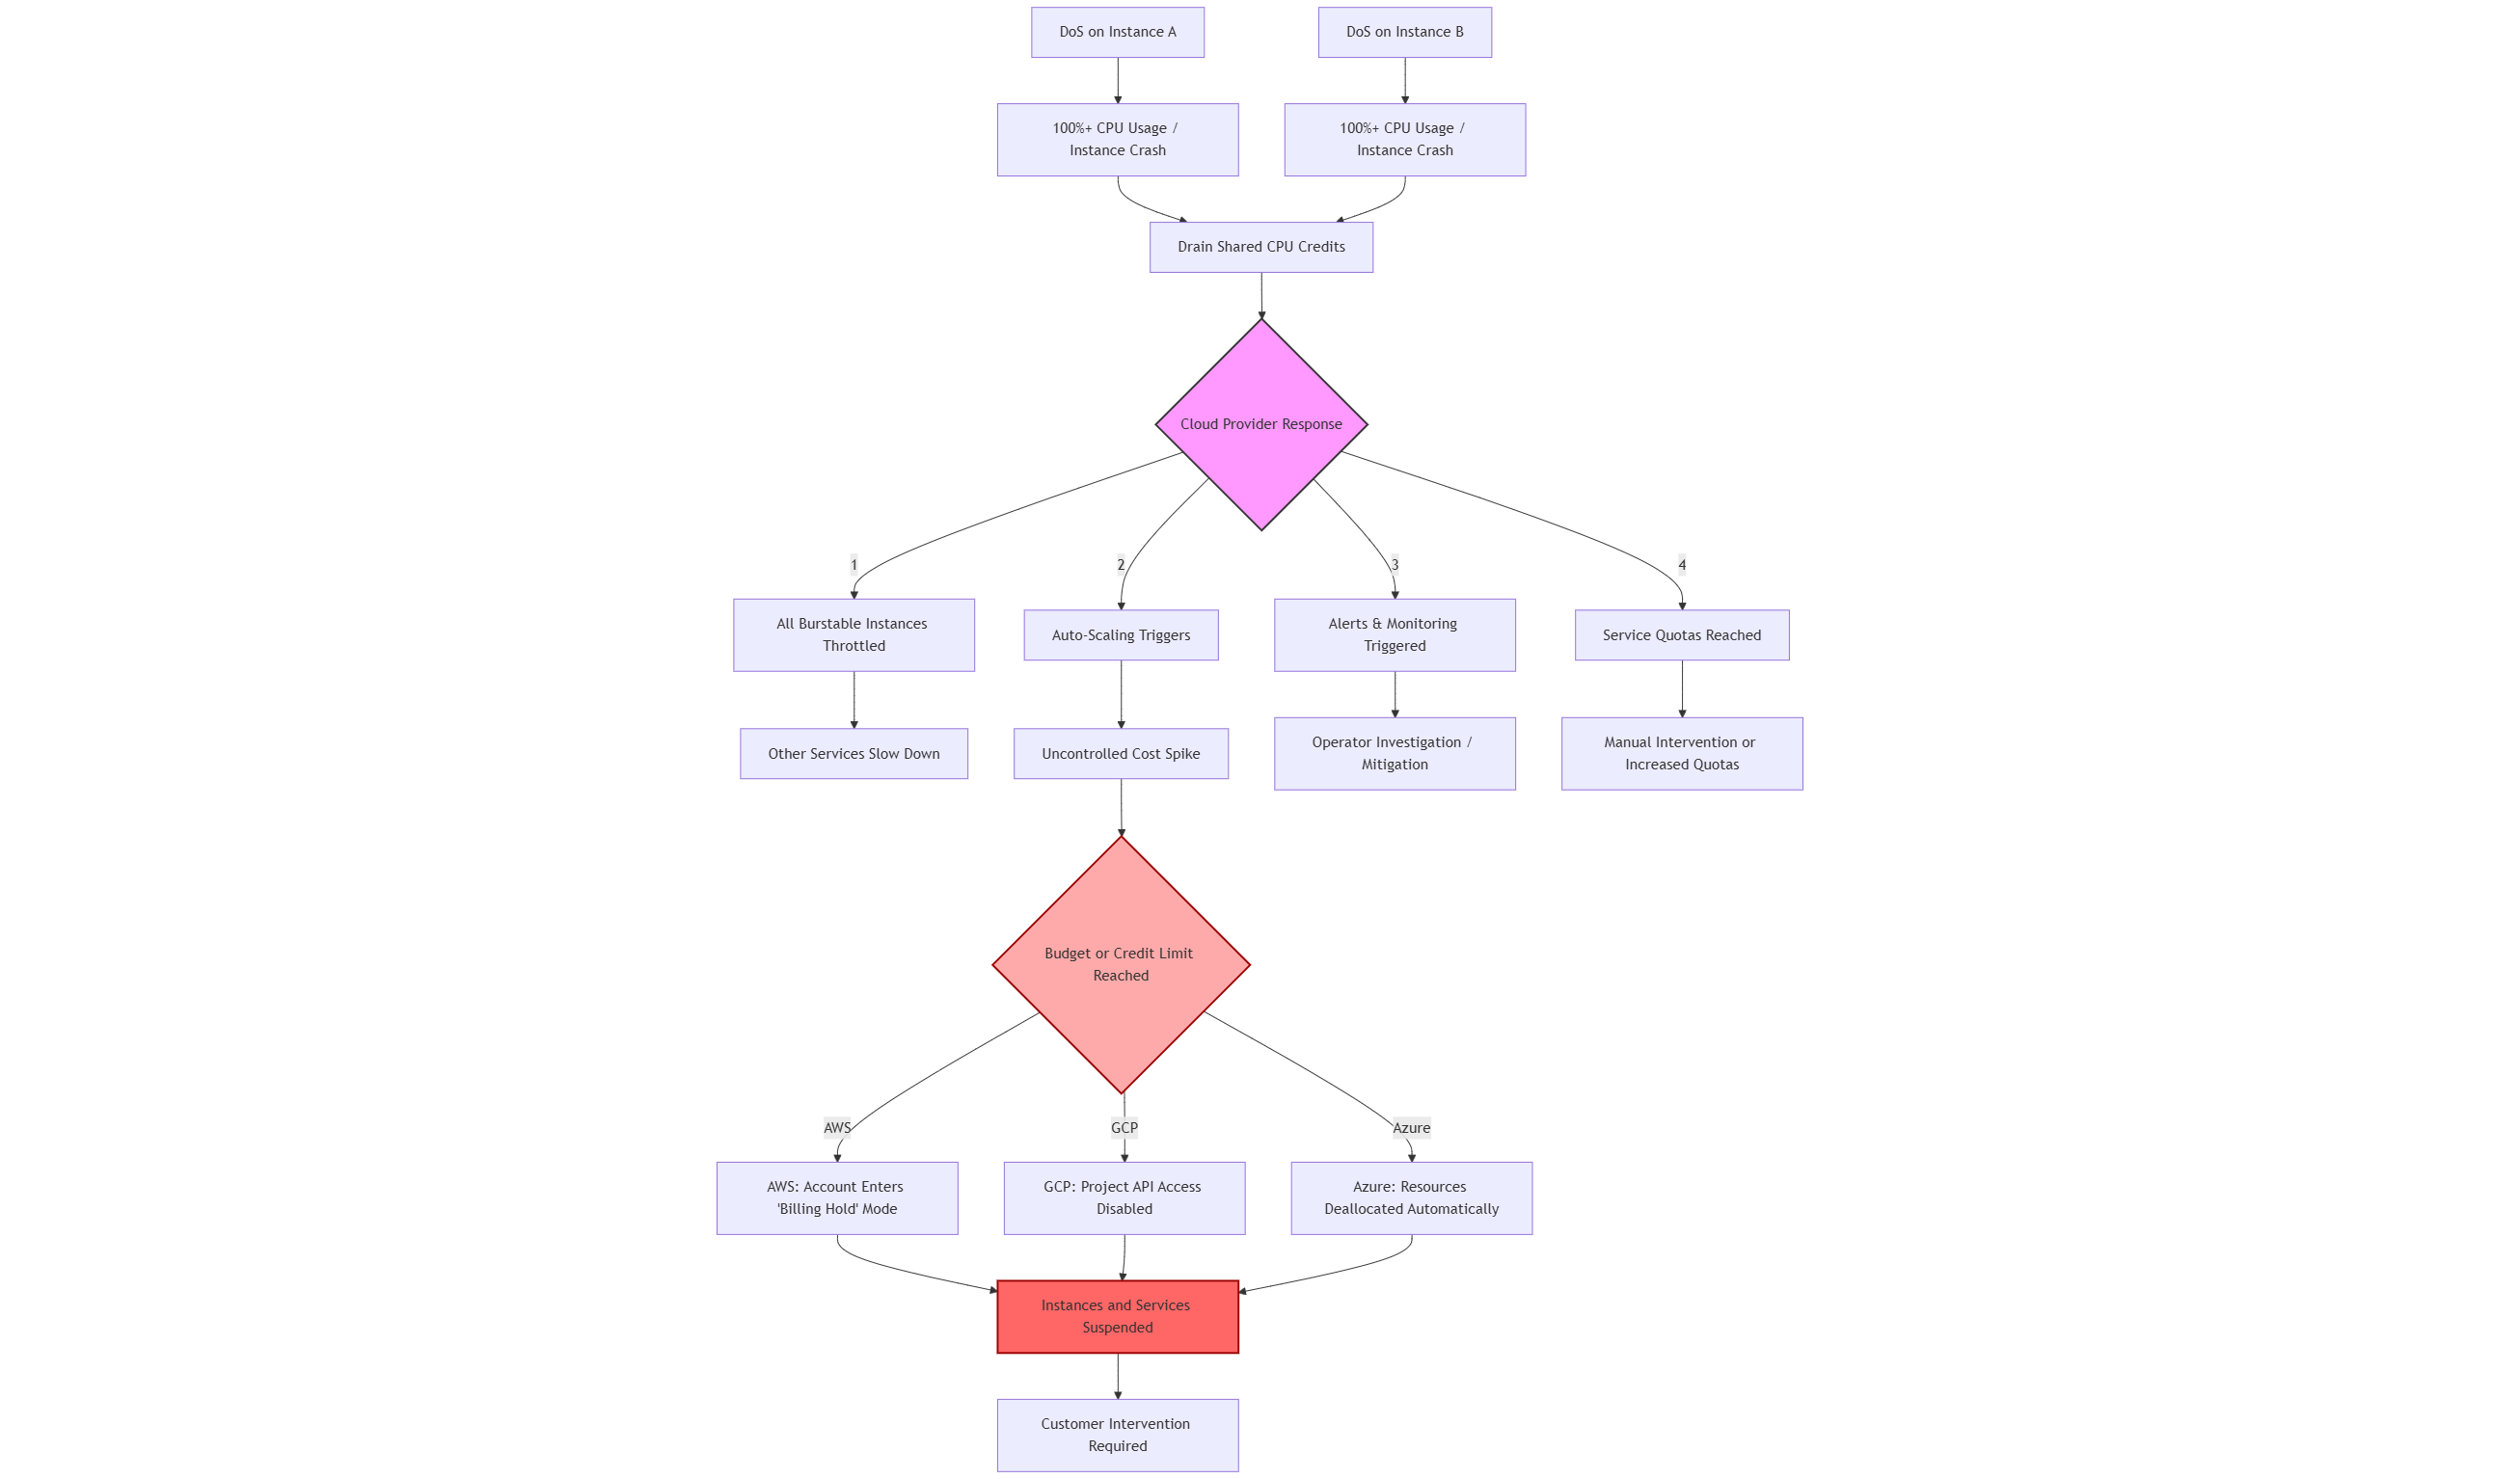 DoS on Instance A
DoS on Instance B
100%+ CPU Usage /
Instance Crash
100%+ CPU Usage /
Instance Crash
Drain Shared CPU Credits
Cloud Provider Response
1
2
3
4
All Burstable Instances
Throttled
Auto-Scaling Triggers
Alerts & Monitoring
Triggered
Service Quotas Reached
Other Services Slow Down
Uncontrolled Cost Spike
Operator Investigation /
Mitigation
Manual Intervention or
Increased Quotas
Budget or Credit Limit
Reached
AWS
GCP
Azure
AWS: Account Enters
'Billing Hold' Mode
GCP: Project API Access
Disabled
Azure: Resources
Deallocated Automatically
Instances and Services
Suspended
Customer Intervention
Required